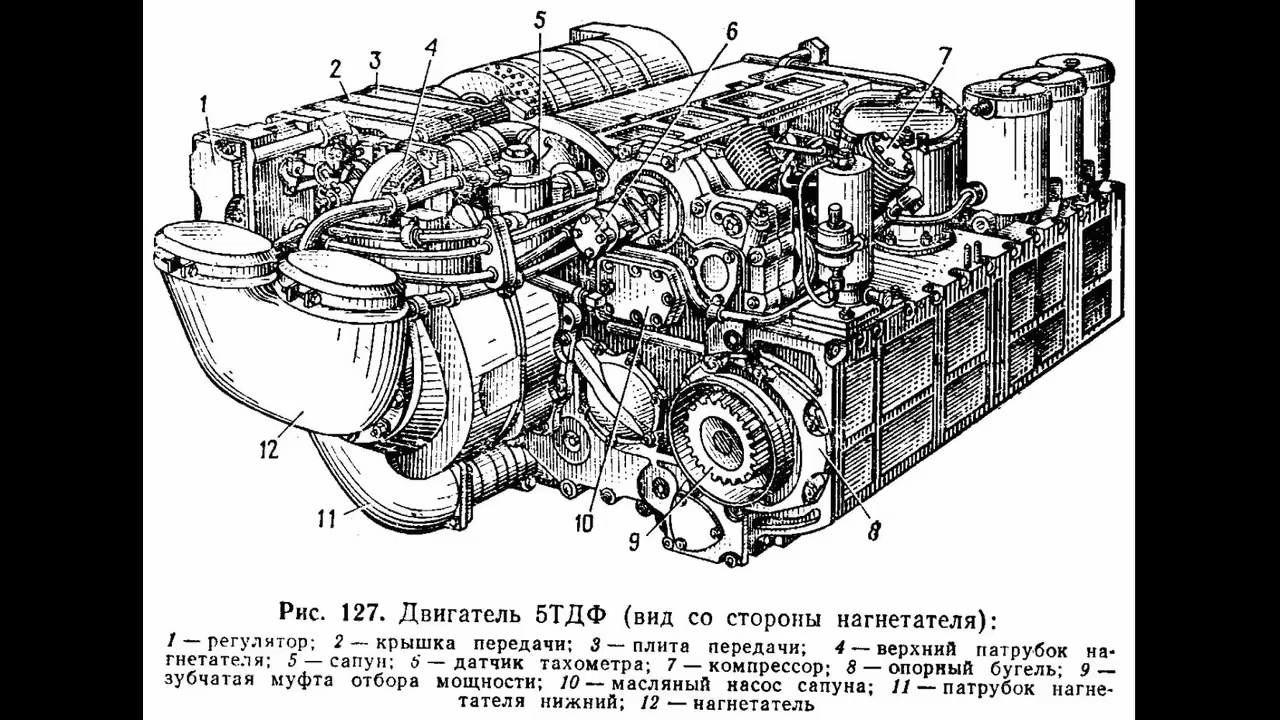 1
2
3
4
5
6
7
12
11
10
9
8
Рис. 127. Двигатель 5ТДФ (вид со стороны нагнетателя):
1 — регулятор; 2 — крышка передачи; 3 — плита передачи; 4 — верхний патрубок на-
гнетателя; 5 — сапун; 6 — датчик тахометра; 7 — компрессор; 8 — опорный бугель; 9 —
зубчатая муфта отбора мощности; 10 — масляный насос сапуна; 11 — патрубок нагне-
тателя нижний; 12 — нагнетатель